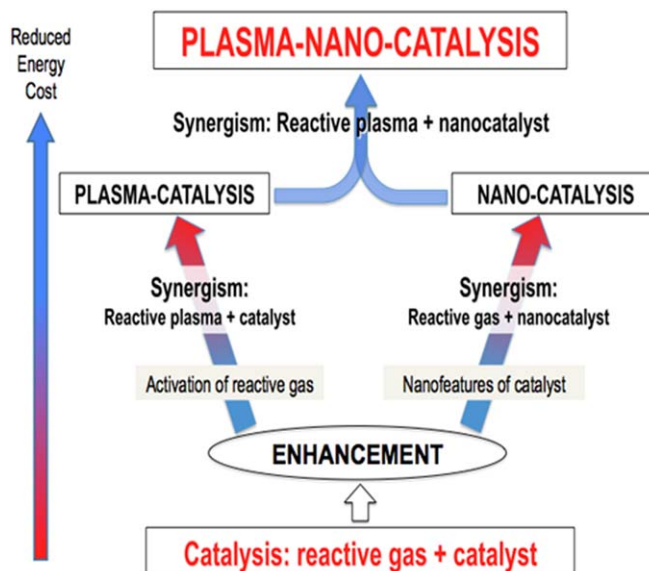 Reduced
Energy
Cost
PLASMA-NANO-CATALYSIS
Synergism: Reactive plasma + nanocatalyst
PLASMA-CATALYSIS
NANO-CATALYSIS
Synergism:
Reactive plasma + catalyst
Synergism:
Reactive gas + nanocatalyst
Activation of reactive gas
Nanofeatures of catalyst
ENHANCEMENT
Catalysis: reactive gas + catalyst